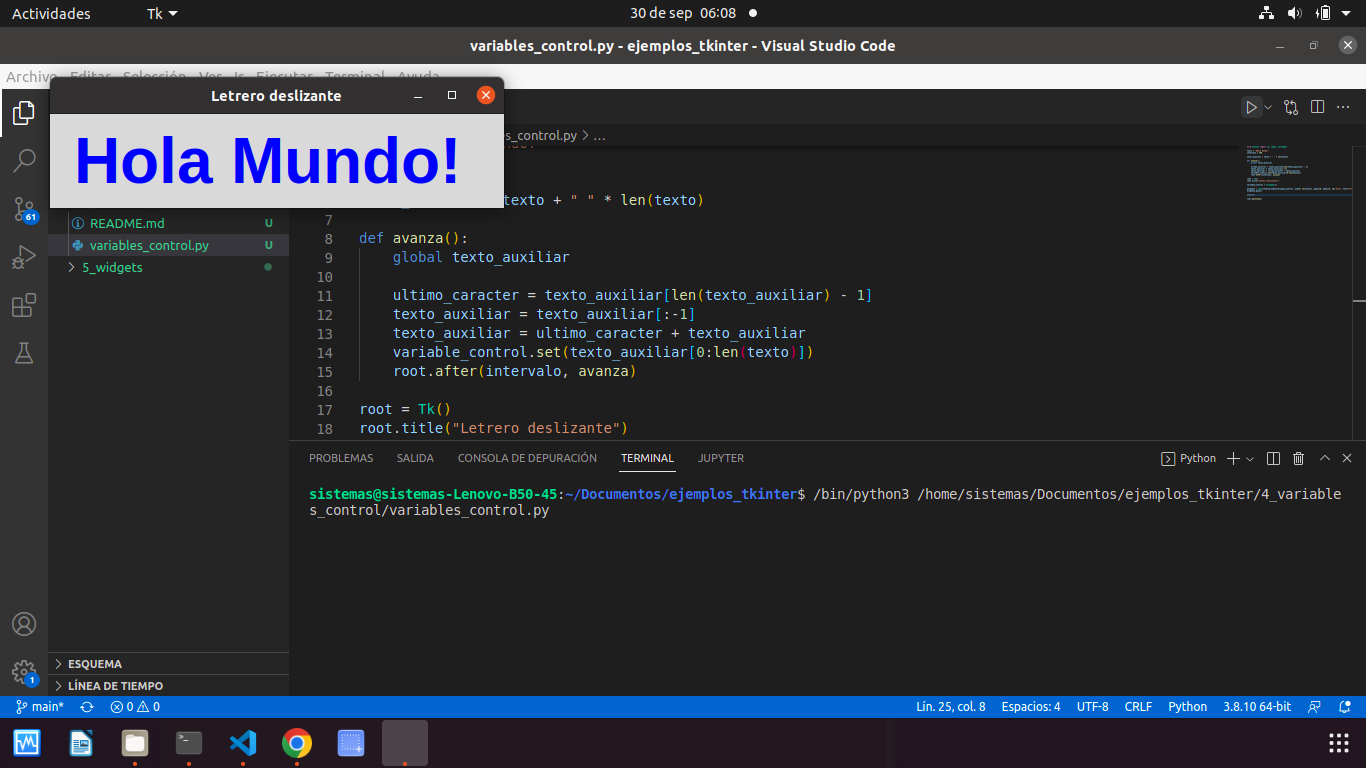 Actividades
Tk
30 de sep 06:08
variables_control.py - ejemplos_tkinter - Visual Studio Code
Archivo Editar Selección Ver Ir Ejecutar Terminal Ayuda
Letrero deslizante
Hola Mundo!
es_control.py > ...
texto + " " * len(texto)
7
8 def avanza():
9 global texto_auxiliar
10
11 ultimo_caracter = texto_auxiliar[len(texto_auxiliar) - 1]
12 texto_auxiliar = texto_auxiliar[:-1]
13 texto_auxiliar = ultimo_caracter + texto_auxiliar
14 variable_control.set(texto_auxiliar[0:len(texto)])
15 root.after(intervalo, avanza)
16
17 root = Tk()
18 root.title("Letrero deslizante")
61
README.md U
variables_control.py U
5_widgets
PROBLEMAS SALIDA CONSOLA DE DEPURACIÓN TERMINAL JUPYTER
Python
sistemas@sistemas-Lenovo-B50-45:~/Documentos/ejemplos_tkinter$ /bin/python3 /home/sistemas/Documentos/ejemplos_tkinter/4_variable
s_control/variables_control.py
ESQUEMA
LÍNEA DE TIEMPO
1
main* 0 0
Lín. 25, col. 8 Espacios: 4 UTF-8 CRLF Python 3.8.10 64-bit